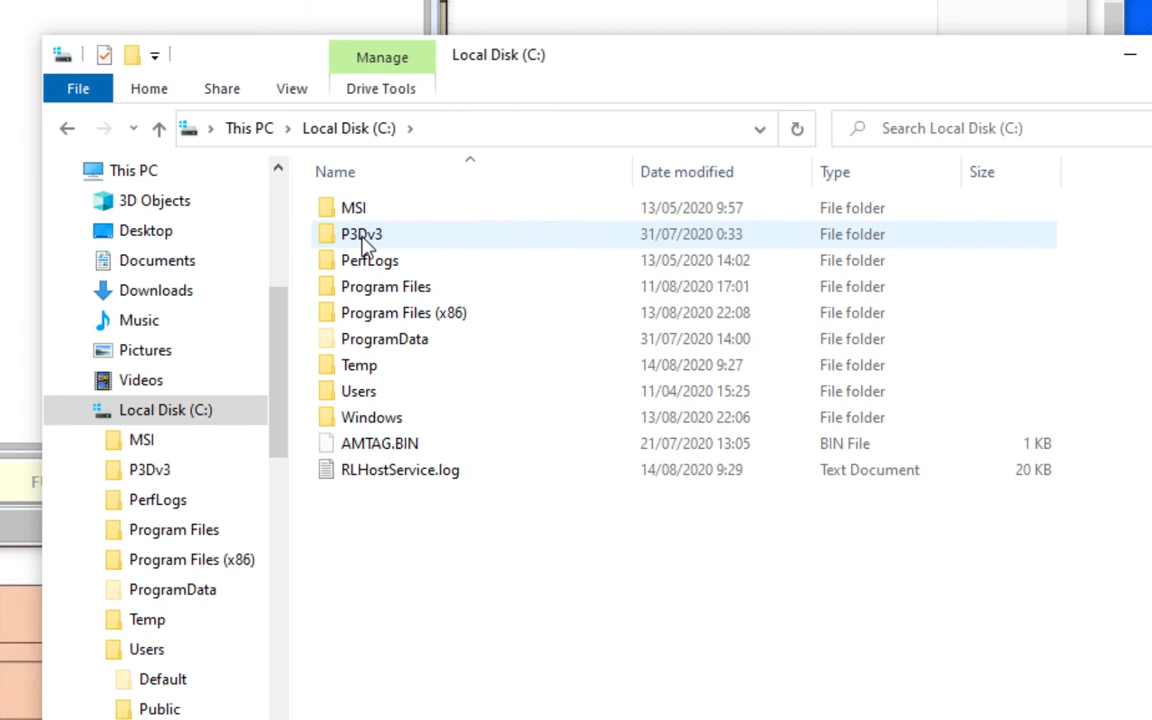 Manage Local Disk (C:)
File Home Share View Drive Tools
This PC Local Disk (C:) Search Local Disk (C:)
Name Date modified Type Size
This PC
3D Objects
Desktop
Documents
Downloads
Music
Pictures
Videos
Local Disk (C:)
MSI
P3Dv3
PerfLogs
Program Files
Program Files (x86)
ProgramData
Temp
Users
Default
Public
MSI 13/05/2020 9:57 File folder
P3Dv3 31/07/2020 0:33 File folder
PerfLogs 13/05/2020 14:02 File folder
Program Files 11/08/2020 17:01 File folder
Program Files (x86) 13/08/2020 22:08 File folder
ProgramData 31/07/2020 14:00 File folder
Temp 14/08/2020 9:27 File folder
Users 11/04/2020 15:25 File folder
Windows 13/08/2020 22:06 File folder
AMTAG.BIN 21/07/2020 13:05 BIN File 1 KB
RLHostService.log 14/08/2020 9:29 Text Document 20 KB